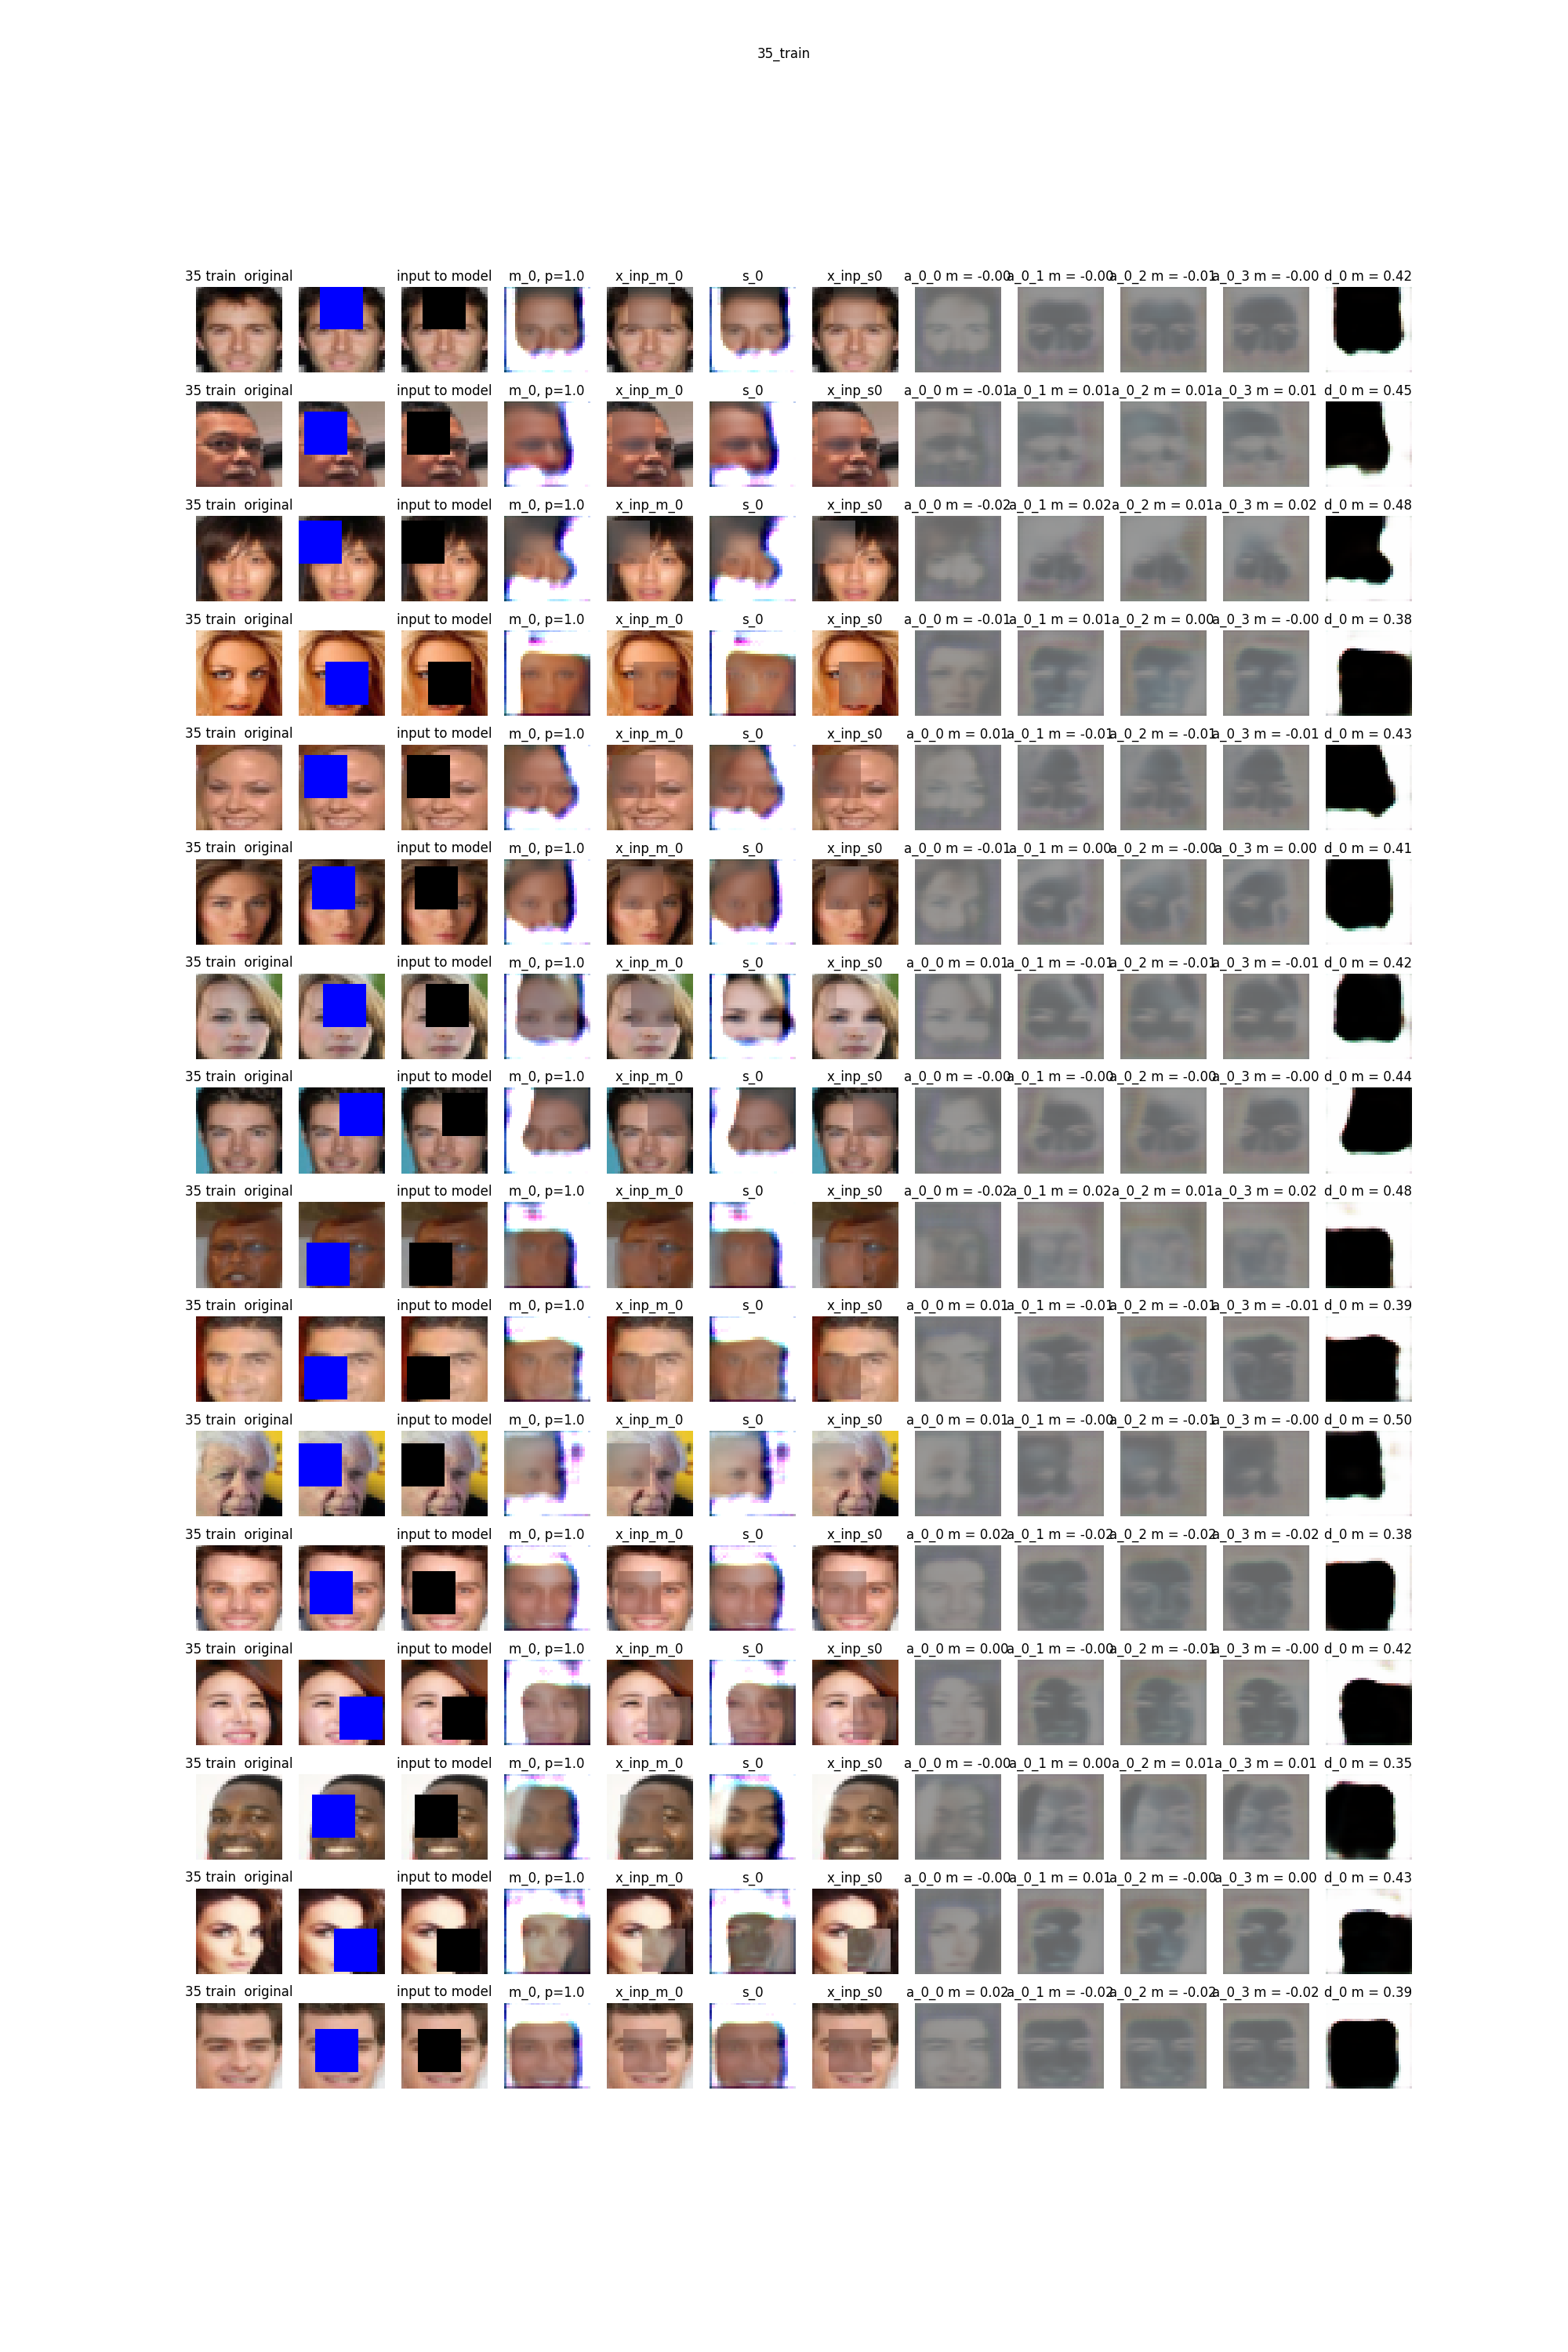 35_train
35 train original input to model m_0, p=1.0 x_inp_m_0 s_0 x_inp_s0 a_0_0 m = -0.00 a_0_1 m = -0.00 a_0_2 m = -0.01 a_0_3 m = -0.00 d_0 m = 0.42
35 train original input to model m_0, p=1.0 x_inp_m_0 s_0 x_inp_s0 a_0_0 m = -0.01 a_0_1 m = 0.01 a_0_2 m = 0.01 a_0_3 m = 0.01 d_0 m = 0.45
35 train original input to model m_0, p=1.0 x_inp_m_0 s_0 x_inp_s0 a_0_0 m = -0.02 a_0_1 m = 0.02 a_0_2 m = 0.01 a_0_3 m = 0.02 d_0 m = 0.48
35 train original input to model m_0, p=1.0 x_inp_m_0 s_0 x_inp_s0 a_0_0 m = -0.01 a_0_1 m = 0.01 a_0_2 m = 0.00 a_0_3 m = -0.00 d_0 m = 0.38
35 train original input to model m_0, p=1.0 x_inp_m_0 s_0 x_inp_s0 a_0_0 m = 0.01 a_0_1 m = -0.01 a_0_2 m = -0.01 a_0_3 m = -0.01 d_0 m = 0.43
35 train original input to model m_0, p=1.0 x_inp_m_0 s_0 x_inp_s0 a_0_0 m = -0.01 a_0_1 m = 0.00 a_0_2 m = -0.00 a_0_3 m = 0.00 d_0 m = 0.41
35 train original input to model m_0, p=1.0 x_inp_m_0 s_0 x_inp_s0 a_0_0 m = 0.01 a_0_1 m = -0.01 a_0_2 m = -0.01 a_0_3 m = -0.01 d_0 m = 0.42
35 train original input to model m_0, p=1.0 x_inp_m_0 s_0 x_inp_s0 a_0_0 m = -0.00 a_0_1 m = -0.00 a_0_2 m = -0.00 a_0_3 m = -0.00 d_0 m = 0.44
35 train original input to model m_0, p=1.0 x_inp_m_0 s_0 x_inp_s0 a_0_0 m = -0.02 a_0_1 m = 0.02 a_0_2 m = 0.01 a_0_3 m = 0.02 d_0 m = 0.48
35 train original input to model m_0, p=1.0 x_inp_m_0 s_0 x_inp_s0 a_0_0 m = 0.01 a_0_1 m = -0.01 a_0_2 m = -0.01 a_0_3 m = -0.01 d_0 m = 0.39
35 train original input to model m_0, p=1.0 x_inp_m_0 s_0 x_inp_s0 a_0_0 m = 0.01 a_0_1 m = -0.00 a_0_2 m = -0.01 a_0_3 m = -0.00 d_0 m = 0.50
35 train original input to model m_0, p=1.0 x_inp_m_0 s_0 x_inp_s0 a_0_0 m = 0.02 a_0_1 m = -0.02 a_0_2 m = -0.02 a_0_3 m = -0.02 d_0 m = 0.38
35 train original input to model m_0, p=1.0 x_inp_m_0 s_0 x_inp_s0 a_0_0 m = 0.00 a_0_1 m = -0.00 a_0_2 m = -0.01 a_0_3 m = -0.00 d_0 m = 0.42
35 train original input to model m_0, p=1.0 x_inp_m_0 s_0 x_inp_s0 a_0_0 m = -0.00 a_0_1 m = 0.00 a_0_2 m = 0.01 a_0_3 m = 0.01 d_0 m = 0.35
35 train original input to model m_0, p=1.0 x_inp_m_0 s_0 x_inp_s0 a_0_0 m = -0.00 a_0_1 m = 0.01 a_0_2 m = -0.00 a_0_3 m = 0.00 d_0 m = 0.43
35 train original input to model m_0, p=1.0 x_inp_m_0 s_0 x_inp_s0 a_0_0 m = 0.02 a_0_1 m = -0.02 a_0_2 m = -0.02 a_0_3 m = -0.02 d_0 m = 0.39